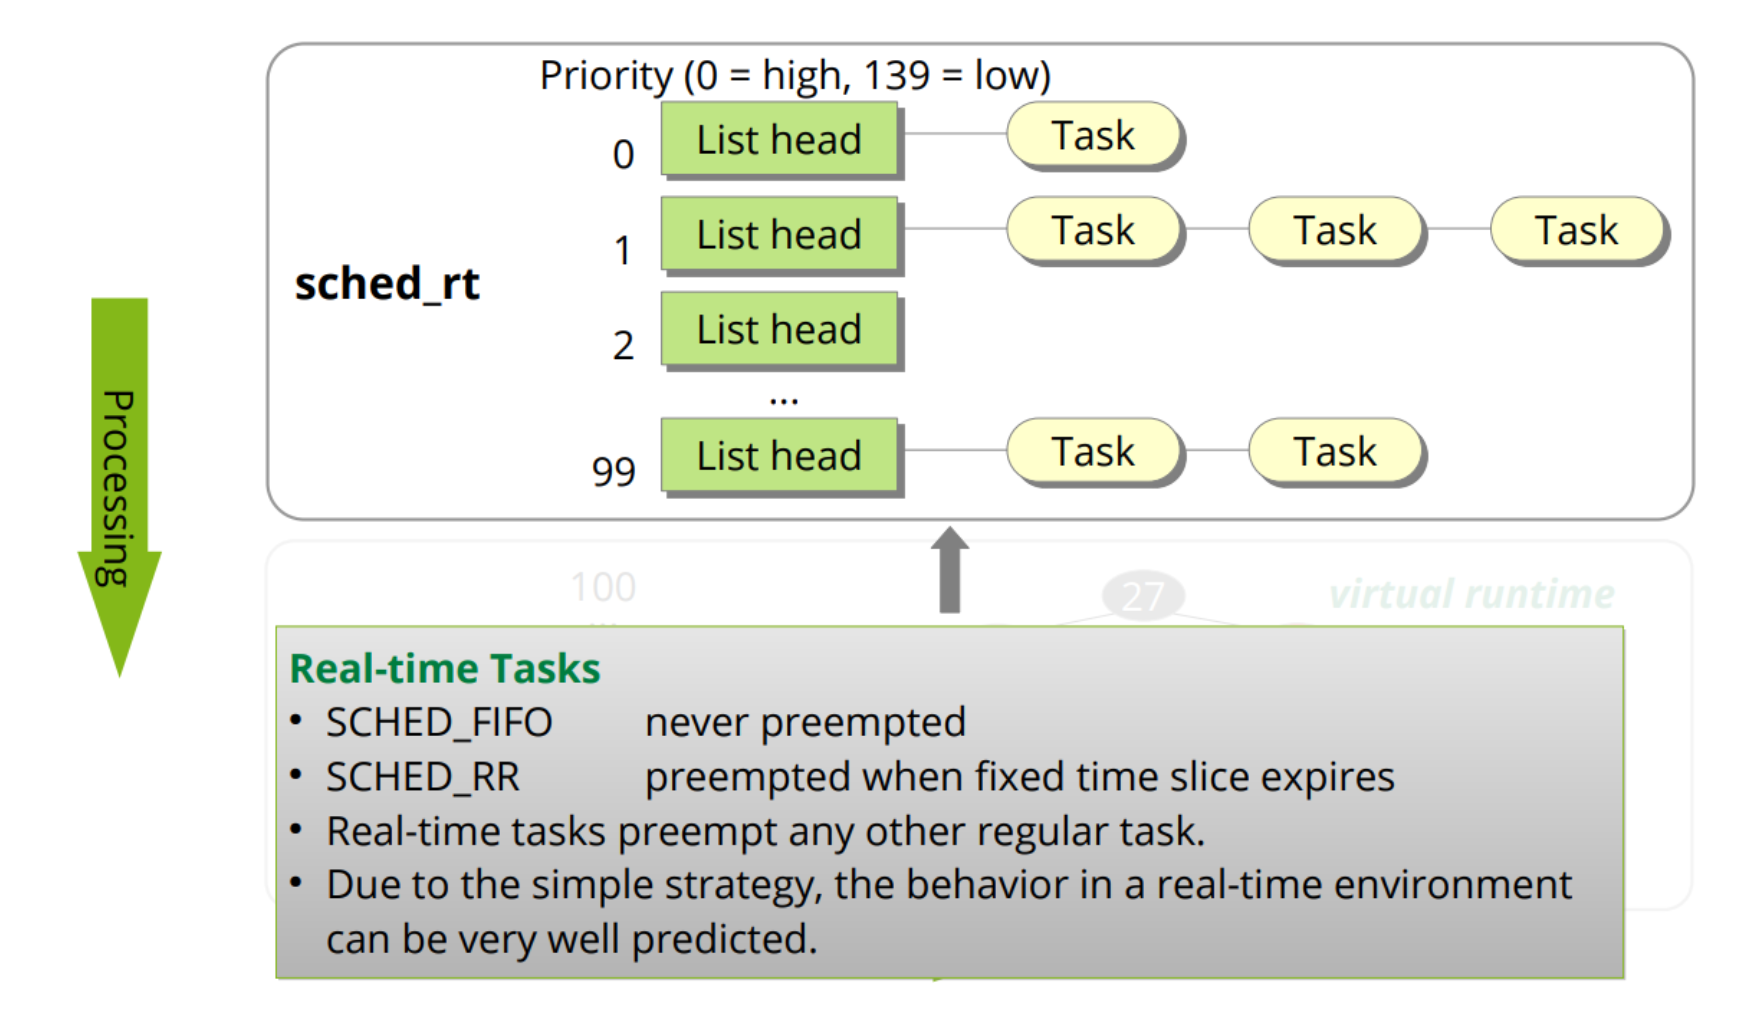 Priority (0 = high, 139 = low)
0 List head Task
1 List head Task Task Task
sched_rt
2 List head
...
99 List head Task Task
Processing
100
27
virtual runtime
Real-time Tasks
• SCHED_FIFO never preempted
• SCHED_RR preempted when fixed time slice expires
• Real-time tasks preempt any other regular task.
• Due to the simple strategy, the behavior in a real-time environment
can be very well predicted.